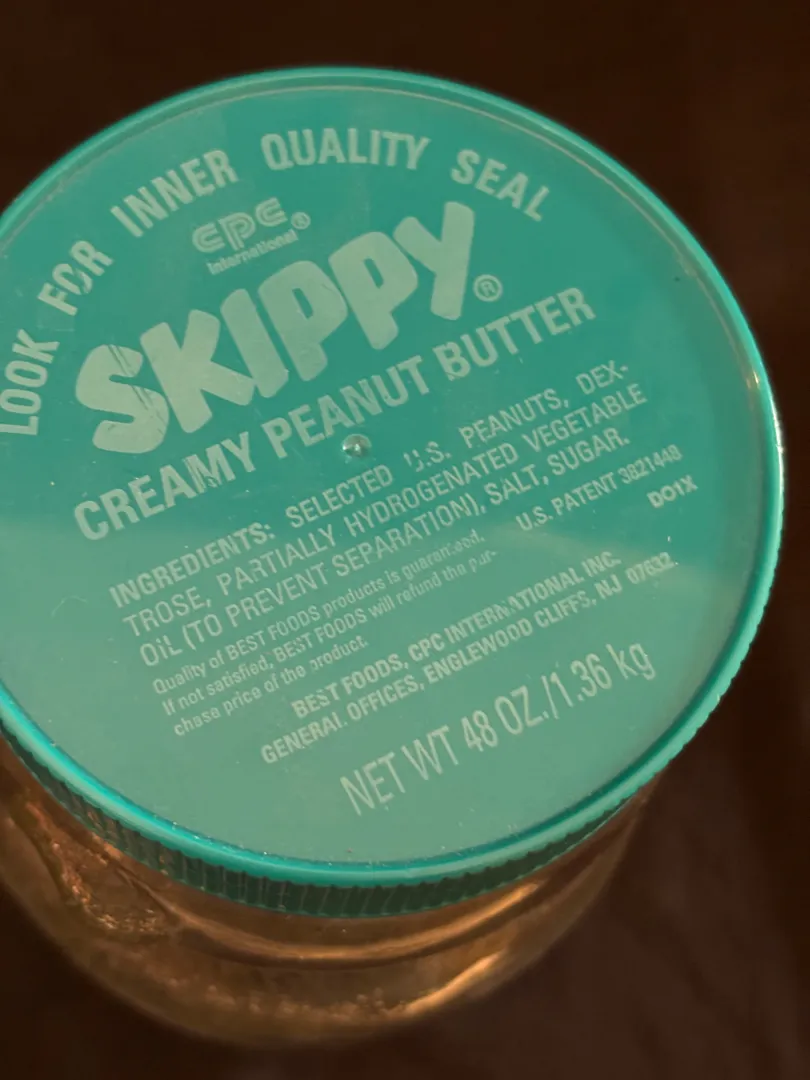 LOOK FOR INNER QUALITY SEAL
CPC
International®
SKIPPY®
CREAMY PEANUT BUTTER
INGREDIENTS: SELECTED U.S. PEANUTS, DEX-
TROSE, PARTIALLY HYDROGENATED VEGETABLE
OIL (TO PREVENT SEPARATION), SALT, SUGAR.
Quality of BEST FOODS products is guaranteed.
If not satisfied, BEST FOODS will refund the pur-
chase price of the product.
U.S. PATENT 3821448
DO1X
BEST FOODS, CPC INTERNATIONAL INC.
GENERAL OFFICES, ENGLEWOOD CLIFFS, NJ 07632.
NET WT 48 OZ./1.36 kg